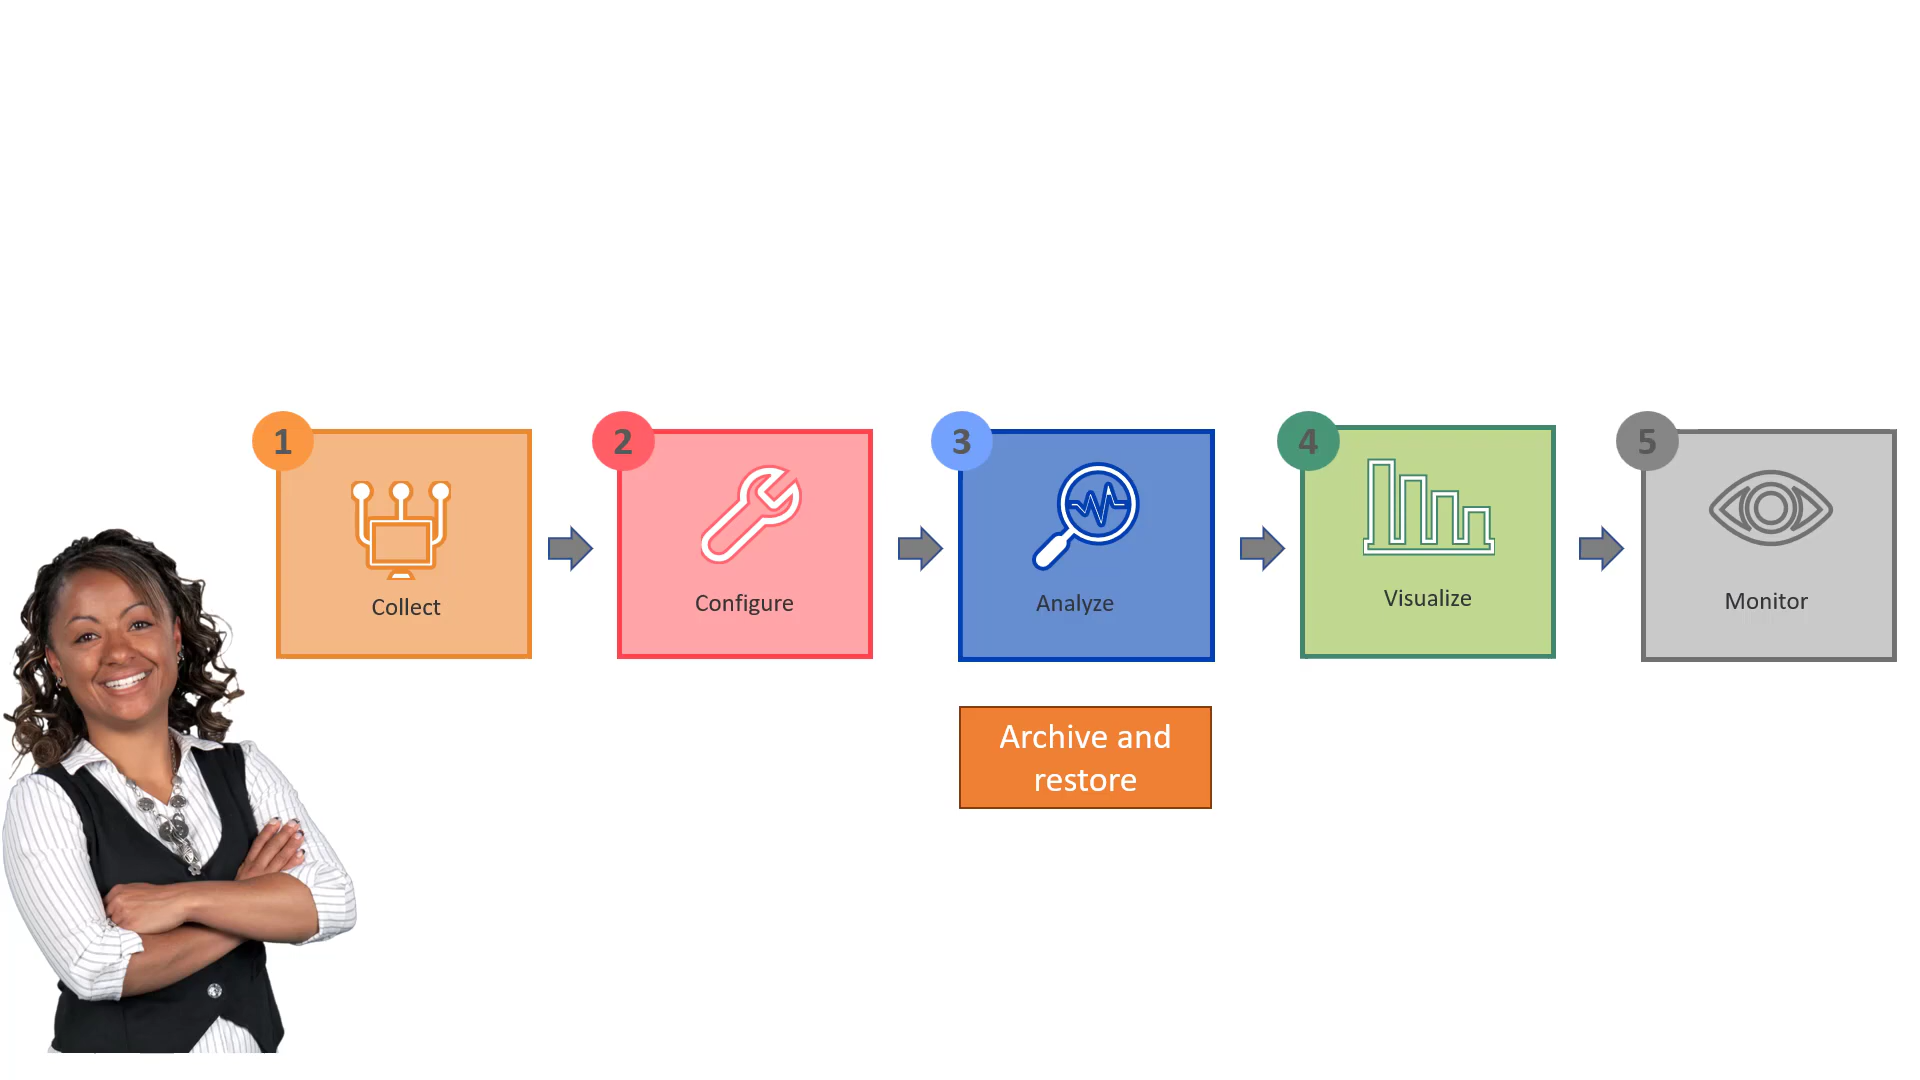 1
Collect
2
Configure
3
Analyze
4
Visualize
5
Monitor
Archive and
restore